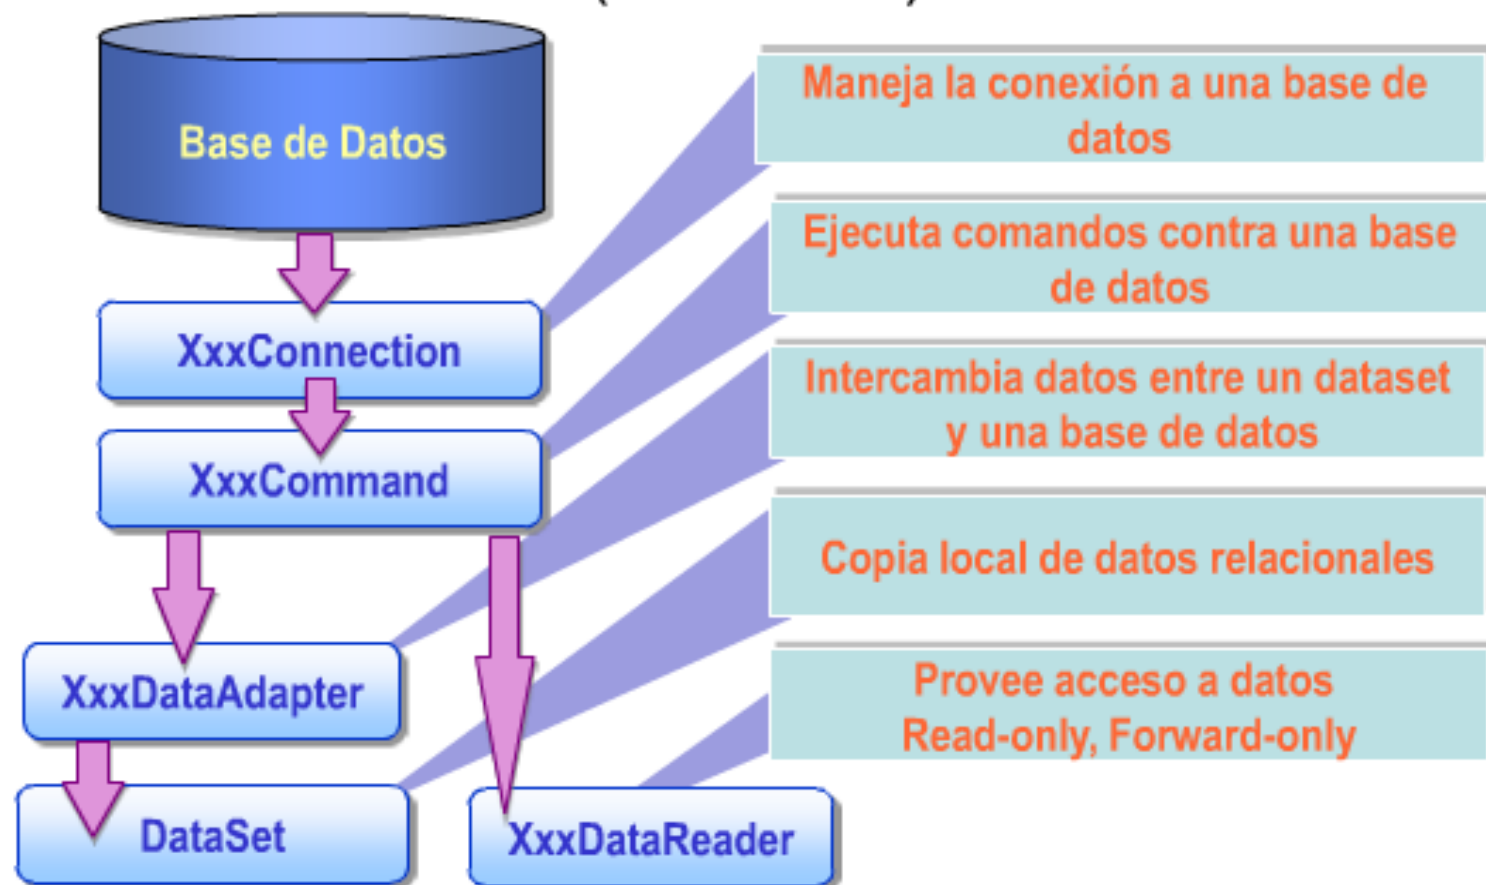 Base de Datos
XxxConnection
XxxCommand
XxxDataAdapter
DataSet
XxxDataReader
Maneja la conexión a una base de
datos
Ejecuta comandos contra una base
de datos
Intercambia datos entre un dataset
y una base de datos
Copia local de datos relacionales
Provee acceso a datos
Read-only, Forward-only